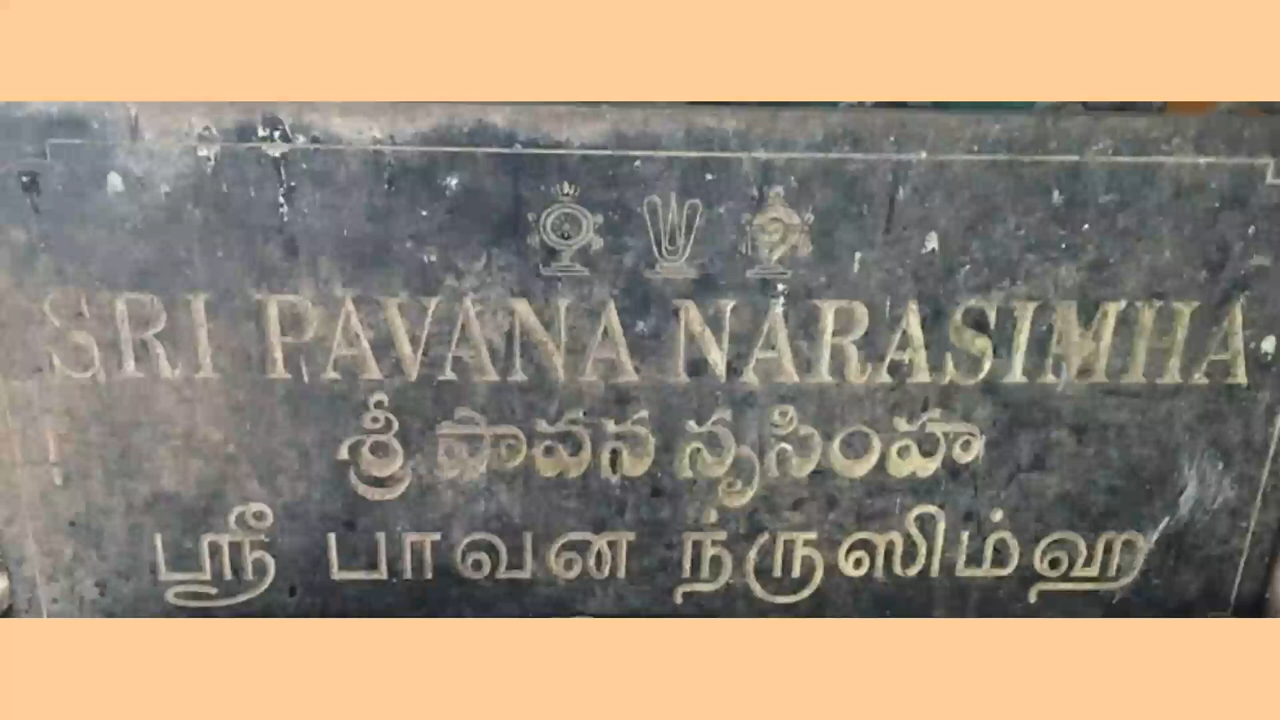 SRI PAVANA NARASIMHA
శ్రీ పావన నృసింహ
ஸ்ரீ பாவன ந்ருஸிம்ஹ